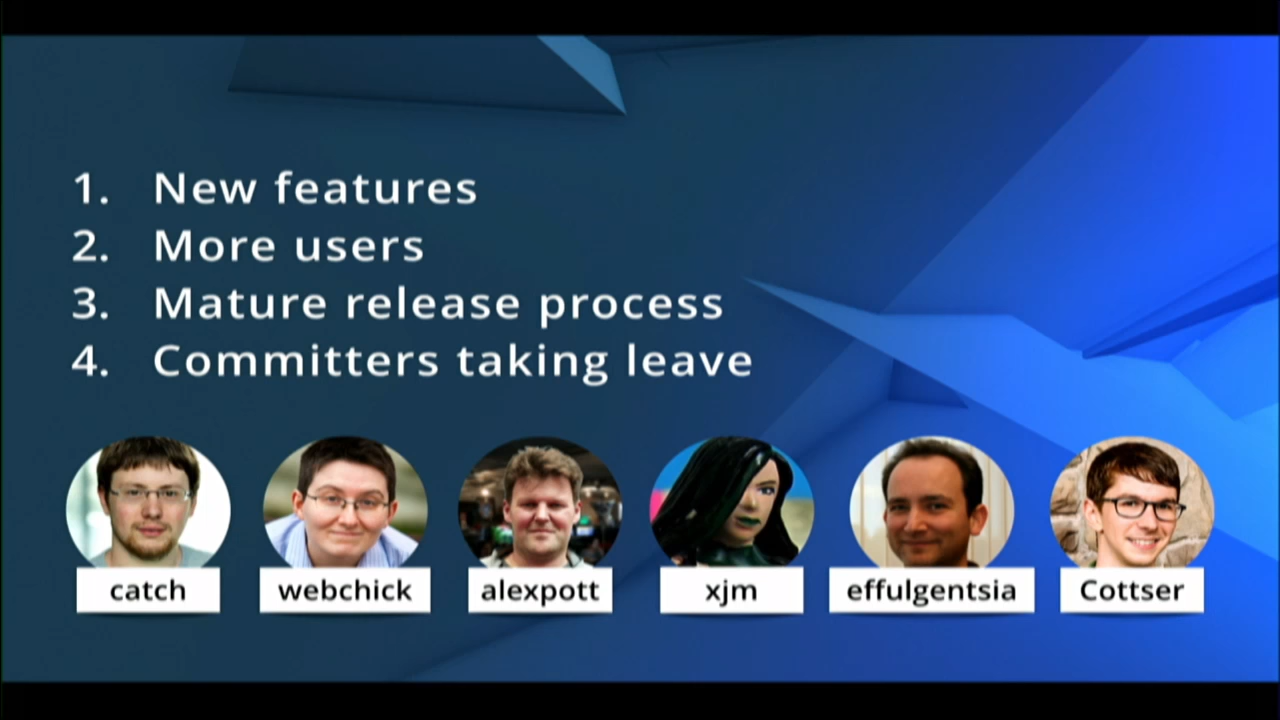 1. New features
2. More users
3. Mature release process
4. Committers taking leave
catch webchick alexpott xjm effulgentsia Cottser